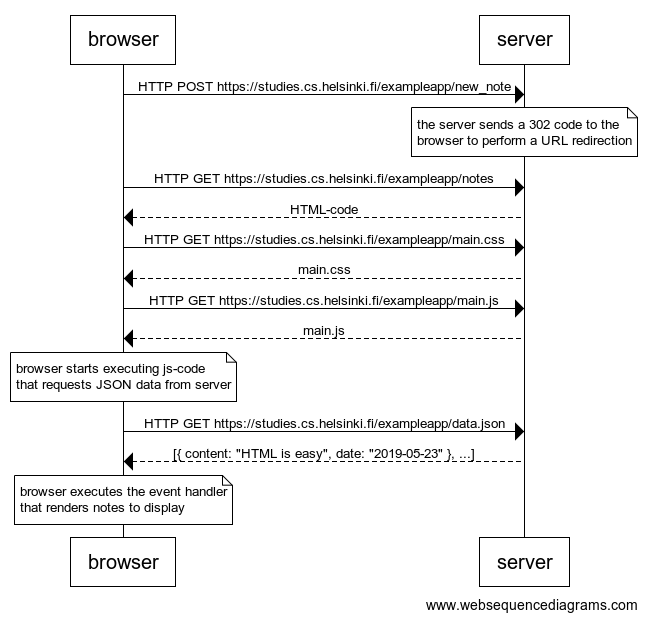 browser
server
HTTP POST https://studies.cs.helsinki.fi/exampleapp/new_note
the server sends a 302 code to the
browser to perform a URL redirection
HTTP GET https://studies.cs.helsinki.fi/exampleapp/notes
HTML-code
HTTP GET https://studies.cs.helsinki.fi/exampleapp/main.css
main.css
HTTP GET https://studies.cs.helsinki.fi/exampleapp/main.js
main.js
browser starts executing js-code
that requests JSON data from server
HTTP GET https://studies.cs.helsinki.fi/exampleapp/data.json
[{ content: "HTML is easy", date: "2019-05-23" }, ...]
browser executes the event handler
that renders notes to display
browser
server
www.websequencediagrams.com